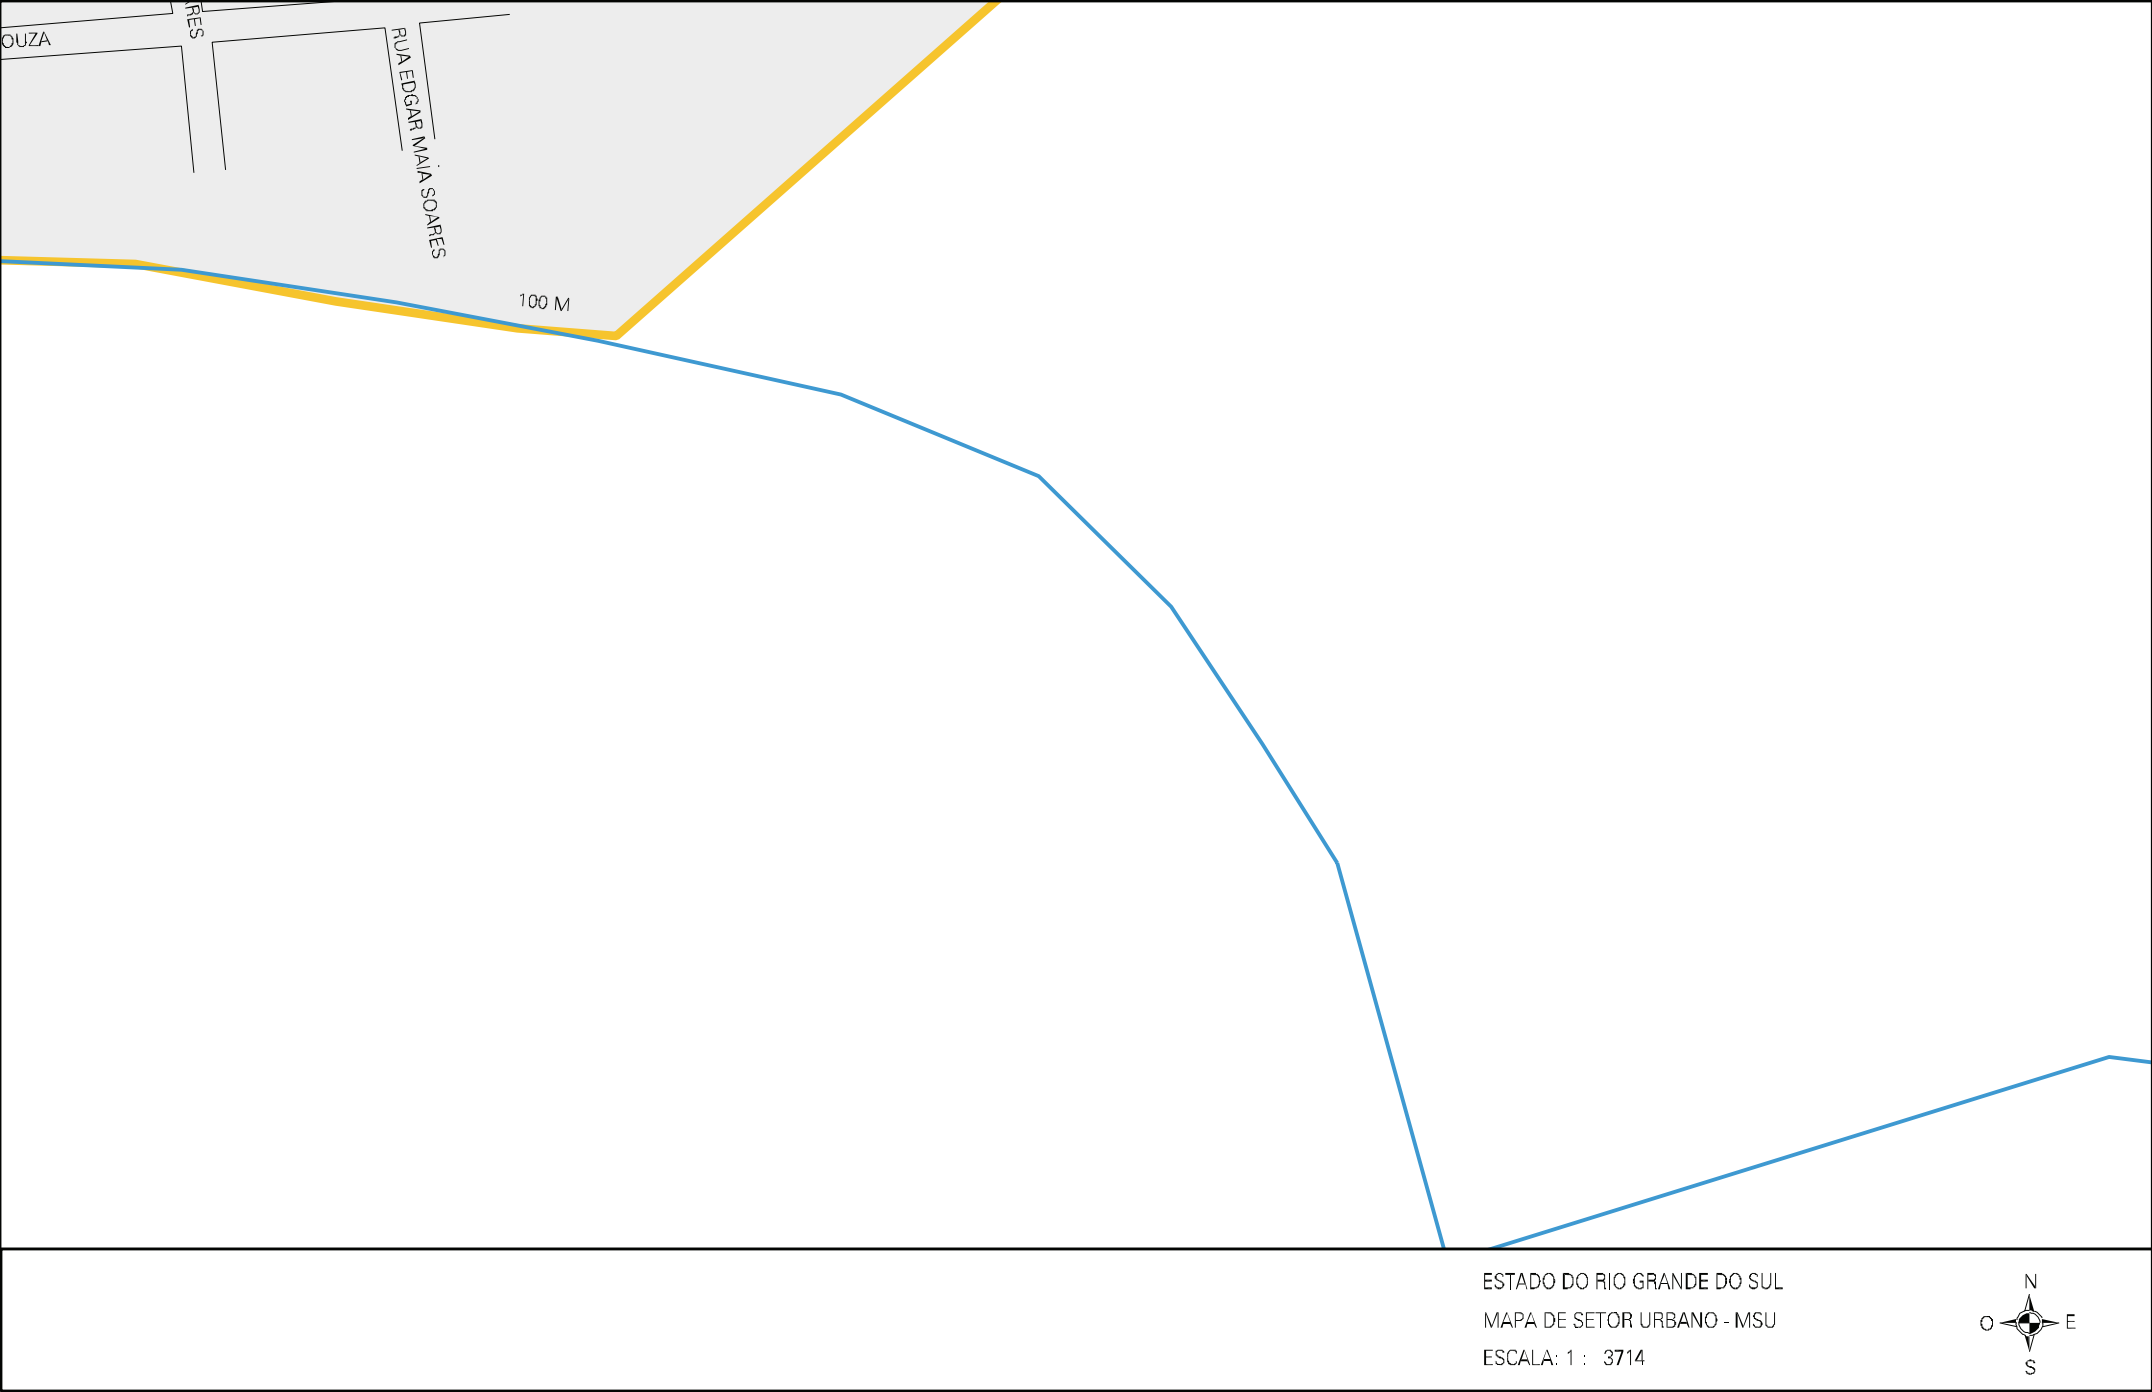 ARES
OUZA
RUA EDGAR MAIA SOARES
100 M
ESTADO DO RIO GRANDE DO SUL
MAPA DE SETOR URBANO - MSU
ESCALA: 1 : 3714
N
O
E
S